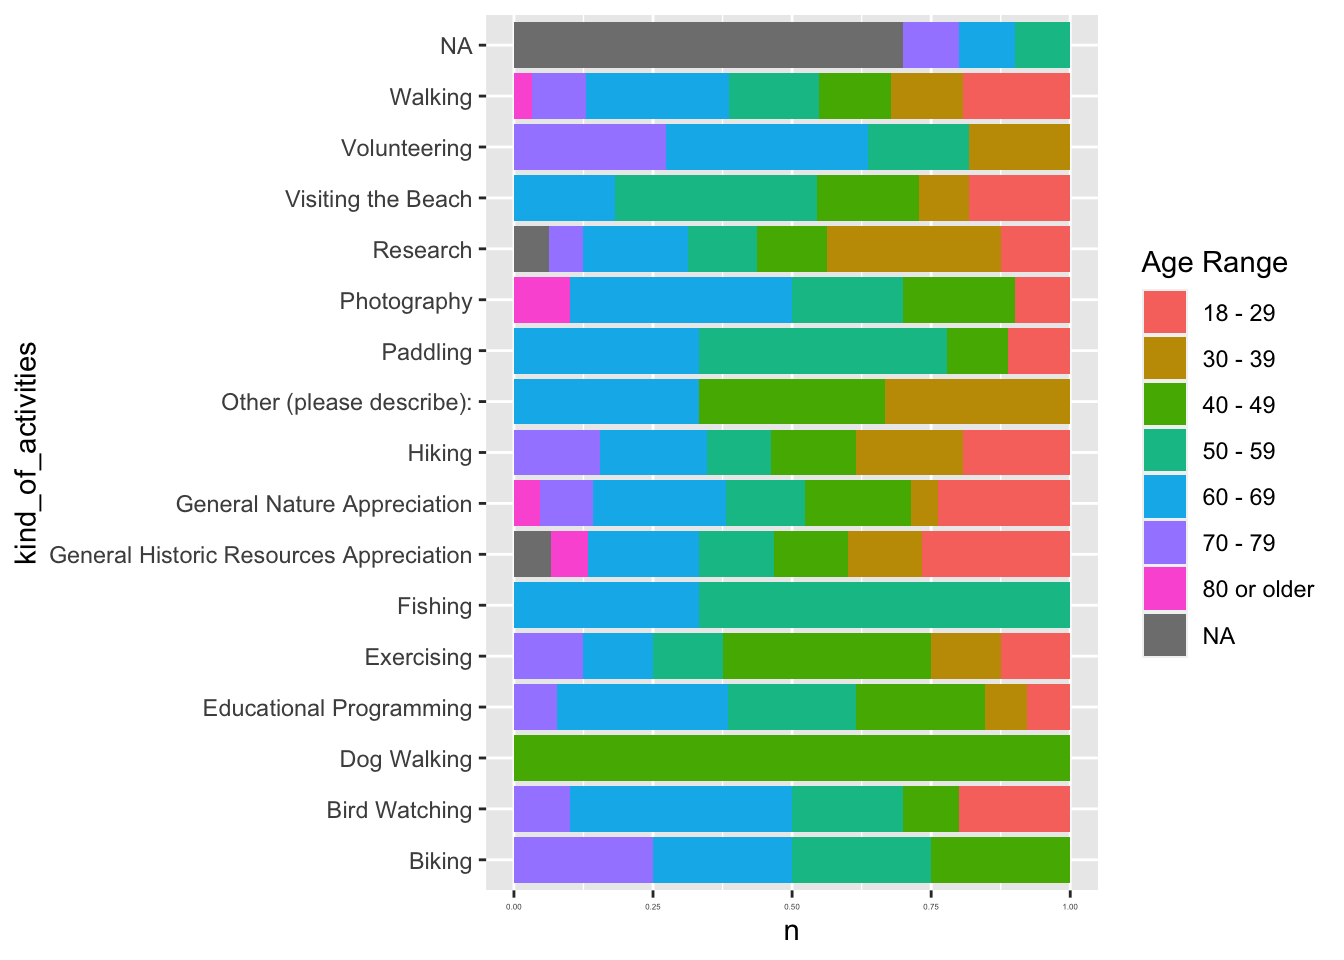 NA
Walking
Volunteering
Visiting the Beach
Research
Photography
Paddling
Other (please describe):
Hiking
General Nature Appreciation
General Historic Resources Appreciation
Fishing
Exercising
Educational Programming
Dog Walking
Bird Watching
Biking
kind_of_activities
0.00 0.25 0.50 0.75 1.00
n
Age Range
18 - 29
30 - 39
40 - 49
50 - 59
60 - 69
70 - 79
80 or older
NA